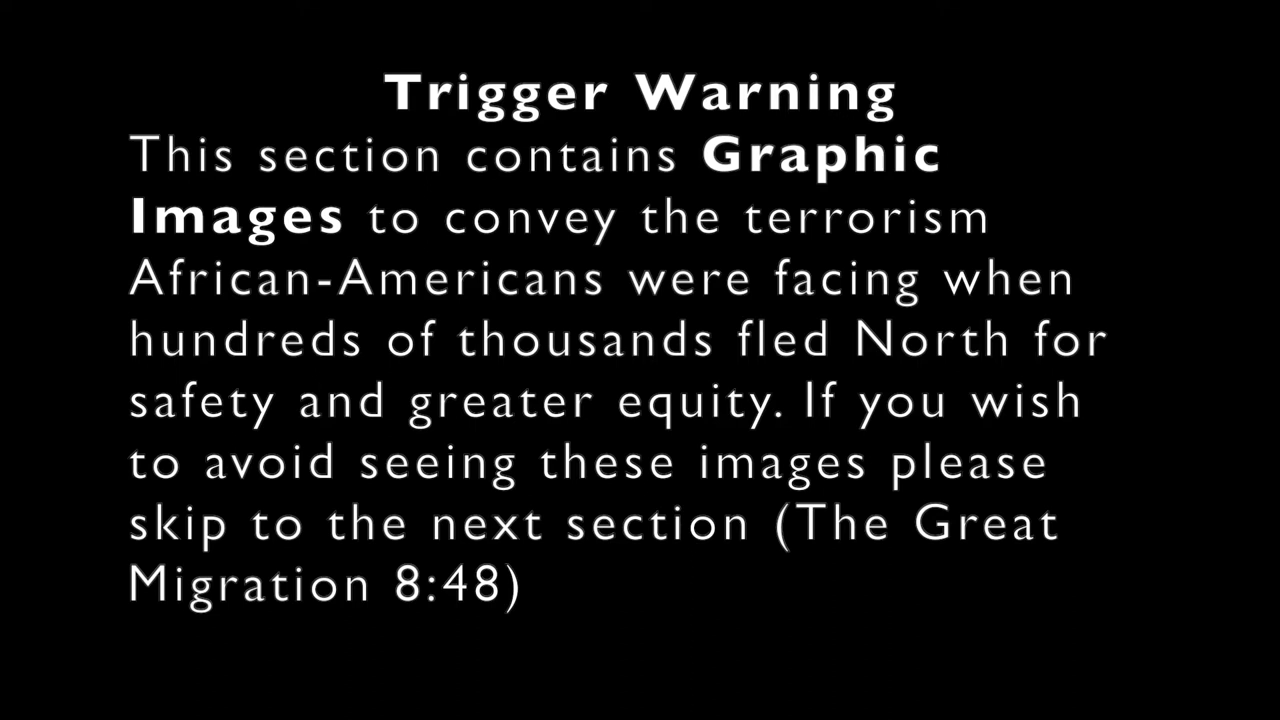 Trigger Warning
This section contains Graphic
Images to convey the terrorism
African-Americans were facing when
hundreds of thousands fled North for
safety and greater equity. If you wish
to avoid seeing these images please
skip to the next section (The Great
Migration 8:48)